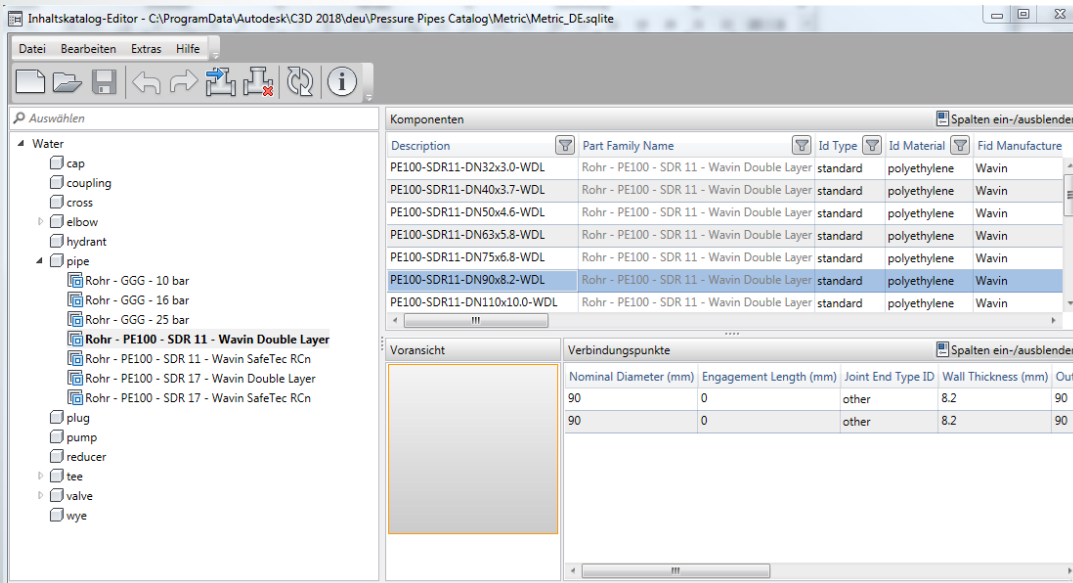 Inhaltskatalog-Editor - C:\ProgramData\Autodesk\C3D 2018\deu\Pressure Pipes Catalog\Metric\Metric_DE.sqlite
Datei Bearbeiten Extras Hilfe
Auswählen
Water
cap
coupling
cross
elbow
hydrant
pipe
Rohr - GGG - 10 bar
Rohr - GGG - 16 bar
Rohr - GGG - 25 bar
Rohr - PE100 - SDR 11 - Wavin Double Layer
Rohr - PE100 - SDR 11 - Wavin SafeTec RCn
Rohr - PE100 - SDR 17 - Wavin Double Layer
Rohr - PE100 - SDR 17 - Wavin SafeTec RCn
plug
pump
reducer
tee
valve
wye
Komponenten Spalten ein-/ausblenden
Description Part Family Name Id Type Id Material Fid Manufacture
PE100-SDR11-DN32x3.0-WDL Rohr - PE100 - SDR 11 - Wavin Double Layer standard polyethylene Wavin
PE100-SDR11-DN40x3.7-WDL Rohr - PE100 - SDR 11 - Wavin Double Layer standard polyethylene Wavin
PE100-SDR11-DN50x4.6-WDL Rohr - PE100 - SDR 11 - Wavin Double Layer standard polyethylene Wavin
PE100-SDR11-DN63x5.8-WDL Rohr - PE100 - SDR 11 - Wavin Double Layer standard polyethylene Wavin
PE100-SDR11-DN75x6.8-WDL Rohr - PE100 - SDR 11 - Wavin Double Layer standard polyethylene Wavin
PE100-SDR11-DN90x8.2-WDL Rohr - PE100 - SDR 11 - Wavin Double Layer standard polyethylene Wavin
PE100-SDR11-DN110x10.0-WDL Rohr - PE100 - SDR 11 - Wavin Double Layer standard polyethylene Wavin
Voransicht
Verbindungspunkte Spalten ein-/ausblenden
Nominal Diameter (mm) Engagement Length (mm) Joint End Type ID Wall Thickness (mm) Out
90 0 other 8.2 90
90 0 other 8.2 90